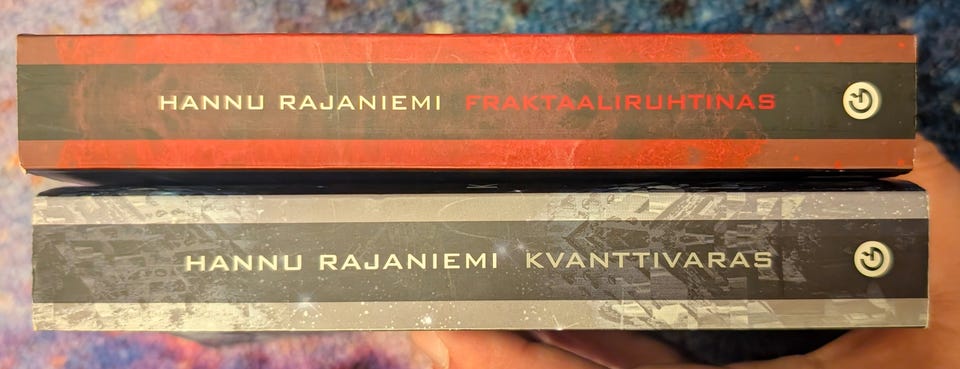 HANNU RAJANIEMI FRAKTAALIRUHTINAS
HANNU RAJANIEMI KVANTTIVARAS